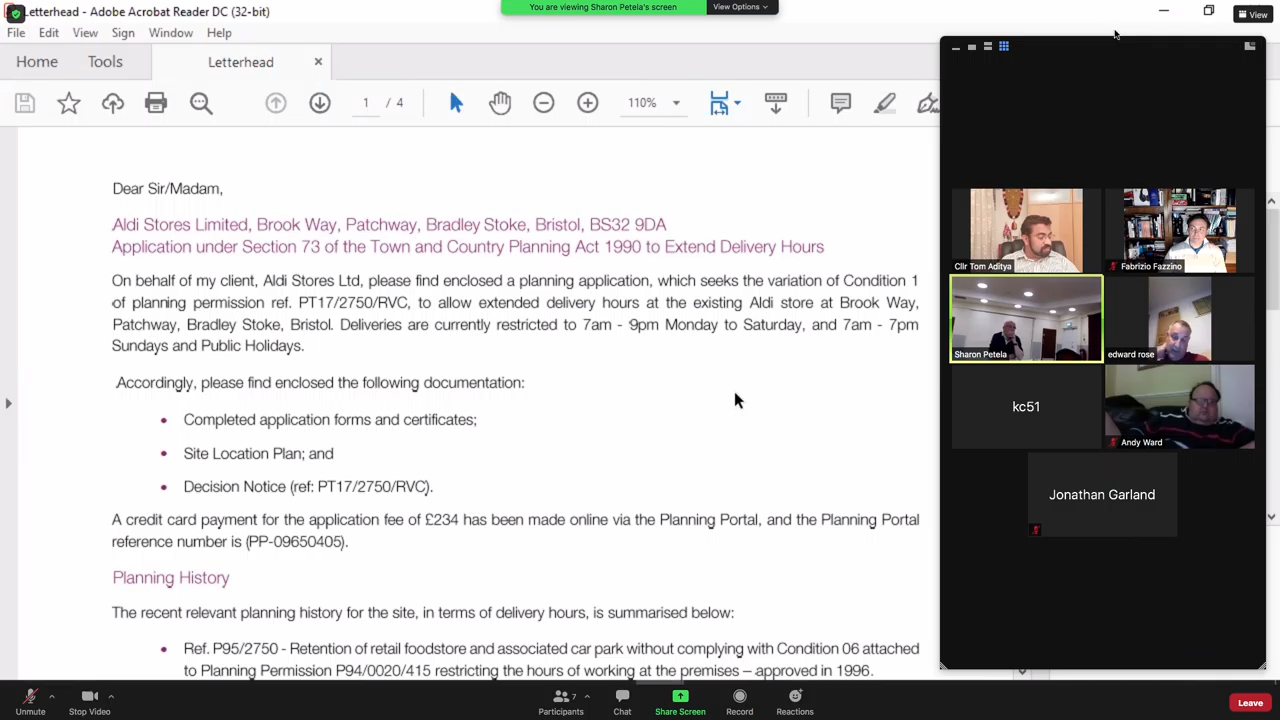 Letterhead - Adobe Acrobat Reader DC (32-bit)
You are viewing Sharon Petela's screen
View Options
View
File Edit View Sign Window Help
Home Tools Letterhead
1 / 4
110%
Dear Sir/Madam,
Aldi Stores Limited, Brook Way, Patchway, Bradley Stoke, Bristol, BS32 9DA
Application under Section 73 of the Town and Country Planning Act 1990 to Extend Delivery Hours
On behalf of my client, Aldi Stores Ltd, please find enclosed a planning application, which seeks the variation of Condition 1
of planning permission ref. PT17/2750/RVC, to allow extended delivery hours at the existing Aldi store at Brook Way,
Patchway, Bradley Stoke, Bristol. Deliveries are currently restricted to 7am - 9pm Monday to Saturday, and 7am - 7pm
Sundays and Public Holidays.
Accordingly, please find enclosed the following documentation:
• Completed application forms and certificates;
• Site Location Plan; and
• Decision Notice (ref: PT17/2750/RVC).
A credit card payment for the application fee of £234 has been made online via the Planning Portal, and the Planning Portal
reference number is (PP-09650405).
Planning History
The recent relevant planning history for the site, in terms of delivery hours, is summarised below:
• Ref. P95/2750 - Retention of retail foodstore and associated car park without complying with Condition 06 attached
to Planning Permission P94/0020/415 restricting the hours of working at the premises – approved in 1996.
Cllr Tom Aditya
Fabrizio Fazzino
Sharon Petela
edward rose
kc51
Andy Ward
Jonathan Garland
Unmute
Stop Video
Participants 7
Chat
Share Screen
Record
Reactions
Leave